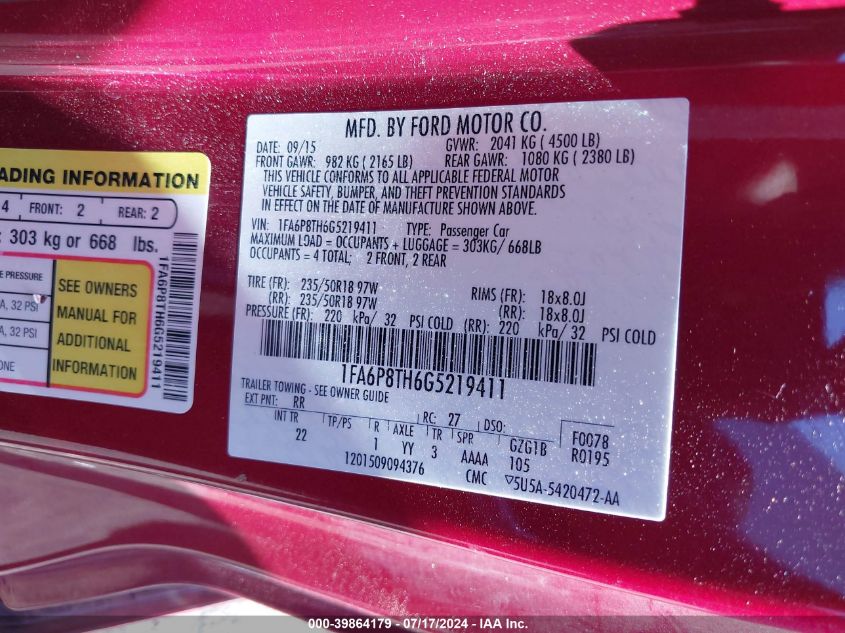 ADING INFORMATION
4 FRONT: 2 REAR: 2
: 303 kg or 668 lbs.
E PRESSURE
A, 32 PSI
A, 32 PSI
ONE
SEE OWNERS
MANUAL FOR
ADDITIONAL
INFORMATION
1FA6P8TH6G5219411
MFD. BY FORD MOTOR CO.
DATE: 09/15 GVWR: 2041 KG ( 4500 LB)
FRONT GAWR: 982 KG ( 2165 LB) REAR GAWR: 1080 KG ( 2380 LB)
THIS VEHICLE CONFORMS TO ALL APPLICABLE FEDERAL MOTOR
VEHICLE SAFETY, BUMPER, AND THEFT PREVENTION STANDARDS
IN EFFECT ON THE DATE OF MANUFACTURE SHOWN ABOVE.
VIN: 1FA6P8TH6G5219411 TYPE: Passenger Car
MAXIMUM LOAD = OCCUPANTS + LUGGAGE = 303KG/ 668LB
OCCUPANTS = 4 TOTAL; 2 FRONT, 2 REAR
TIRE (FR): 235/50R18 97W RIMS (FR): 18x8.0J
(RR): 235/50R18 97W (RR): 18x8.0J
PRESSURE (FR): 220 kPa/ 32 PSI COLD (RR): 220 kPa/ 32 PSI COLD
1FA6P8TH6G5219411
TRAILER TOWING - SEE OWNER GUIDE
EXT PNT: RR RC: 27 DSO: F0078
INT TR TP/PS R AXLE TR SPR GZG1B R0195
22 1 YY 3 AAAA 105
1201509094376 CMC ▽5U5A-5420472-AA
000-39864179 - 07/17/2024 - IAA Inc.